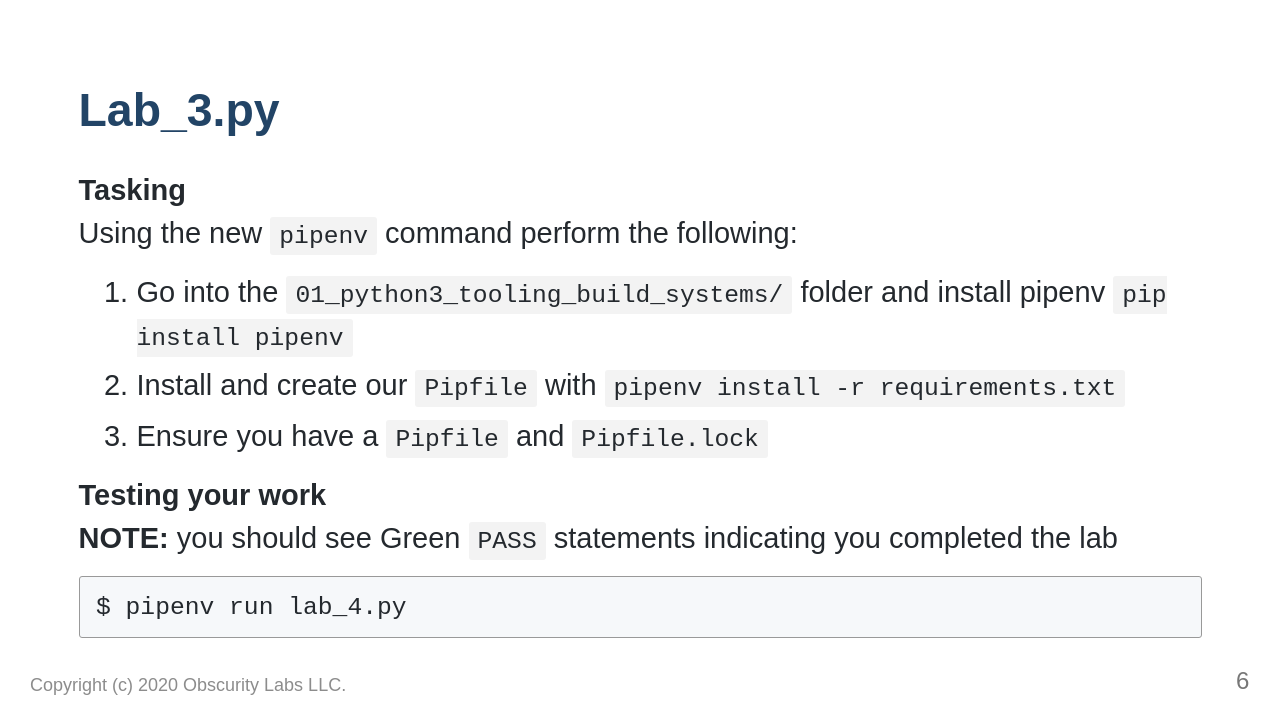 Lab_3.py
Tasking
Using the new pipenv command perform the following:
1. Go into the 01_python3_tooling_build_systems/ folder and install pipenv pip
install pipenv
2. Install and create our Pipfile with pipenv install -r requirements.txt
3. Ensure you have a Pipfile and Pipfile.lock
Testing your work
NOTE: you should see Green PASS statements indicating you completed the lab
$ pipenv run lab_4.py
Copyright (c) 2020 Obscurity Labs LLC.
6